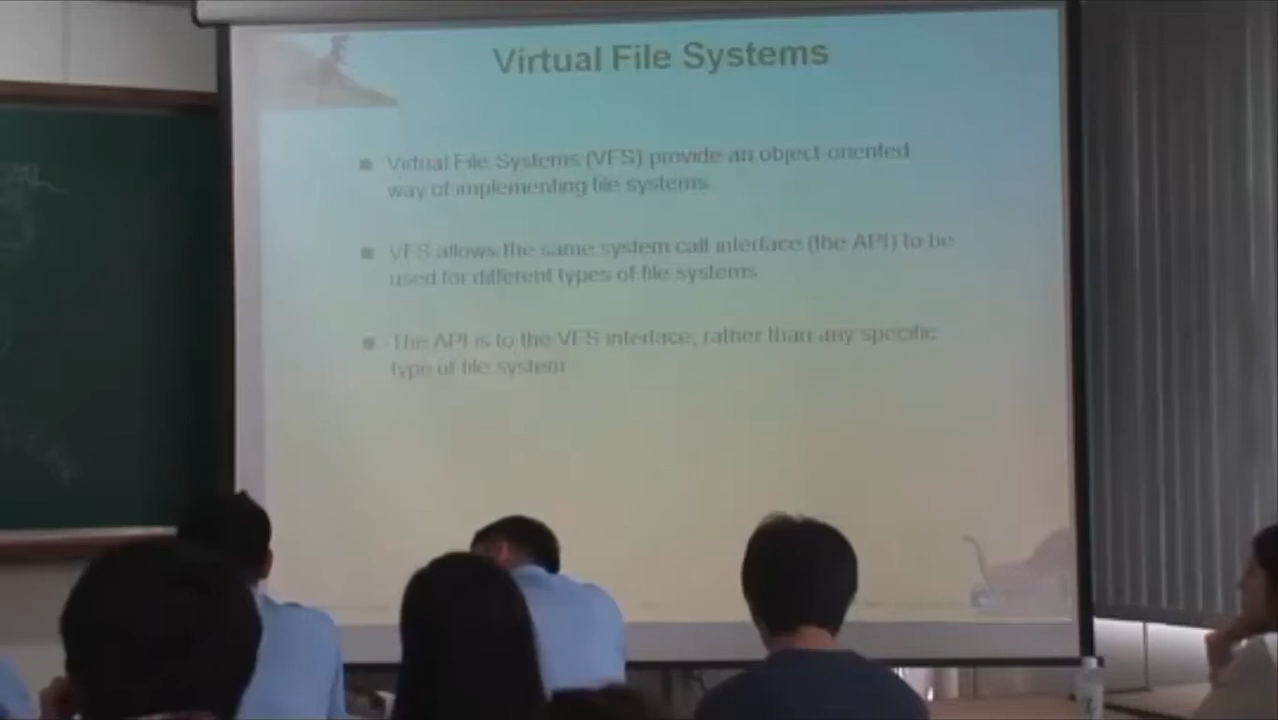 Virtual File Systems
Virtual File Systems (VFS) provide an object-oriented
way of implementing file systems.
VFS allows the same system call interface (the API) to be
used for different types of file systems.
The API is to the VFS interface, rather than any specific
type of file system.